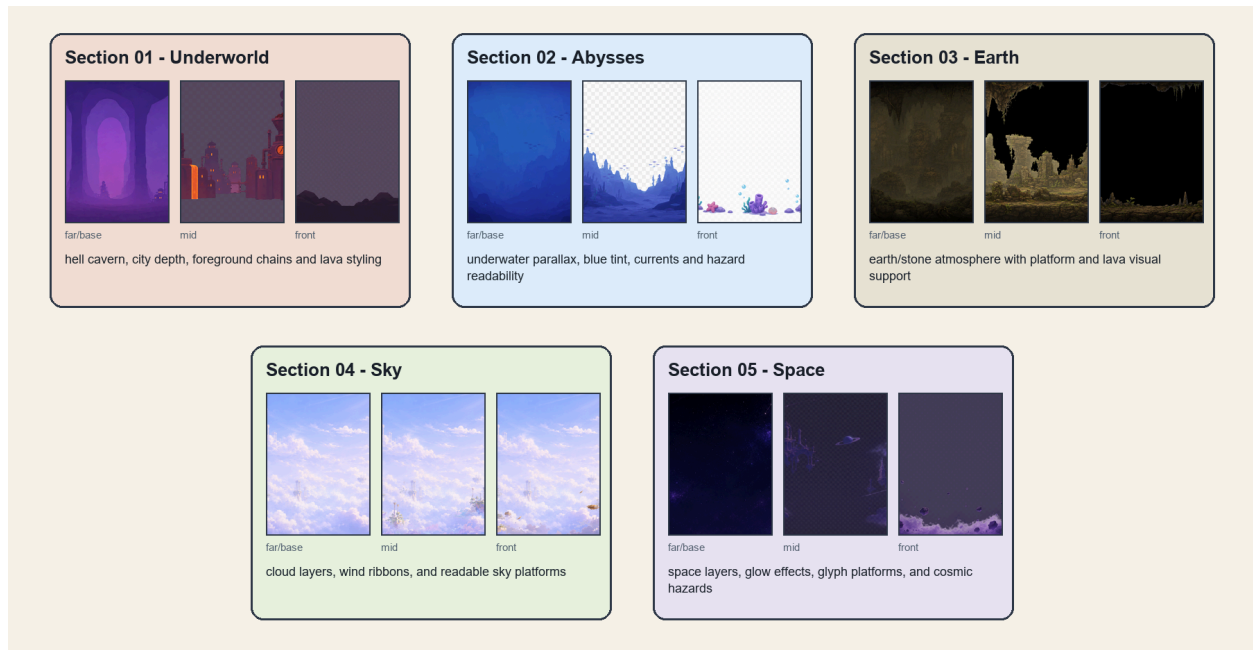 Section 01 - Underworld
far/base
mid
front
hell cavern, city depth, foreground chains and lava styling
Section 02 - Abysses
far/base
mid
front
underwater parallax, blue tint, currents and hazard
readability
Section 03 - Earth
far/base
mid
front
earth/stone atmosphere with platform and lava visual
support
Section 04 - Sky
far/base
mid
front
cloud layers, wind ribbons, and readable sky platforms
Section 05 - Space
far/base
mid
front
space layers, glow effects, glyph platforms, and cosmic
hazards